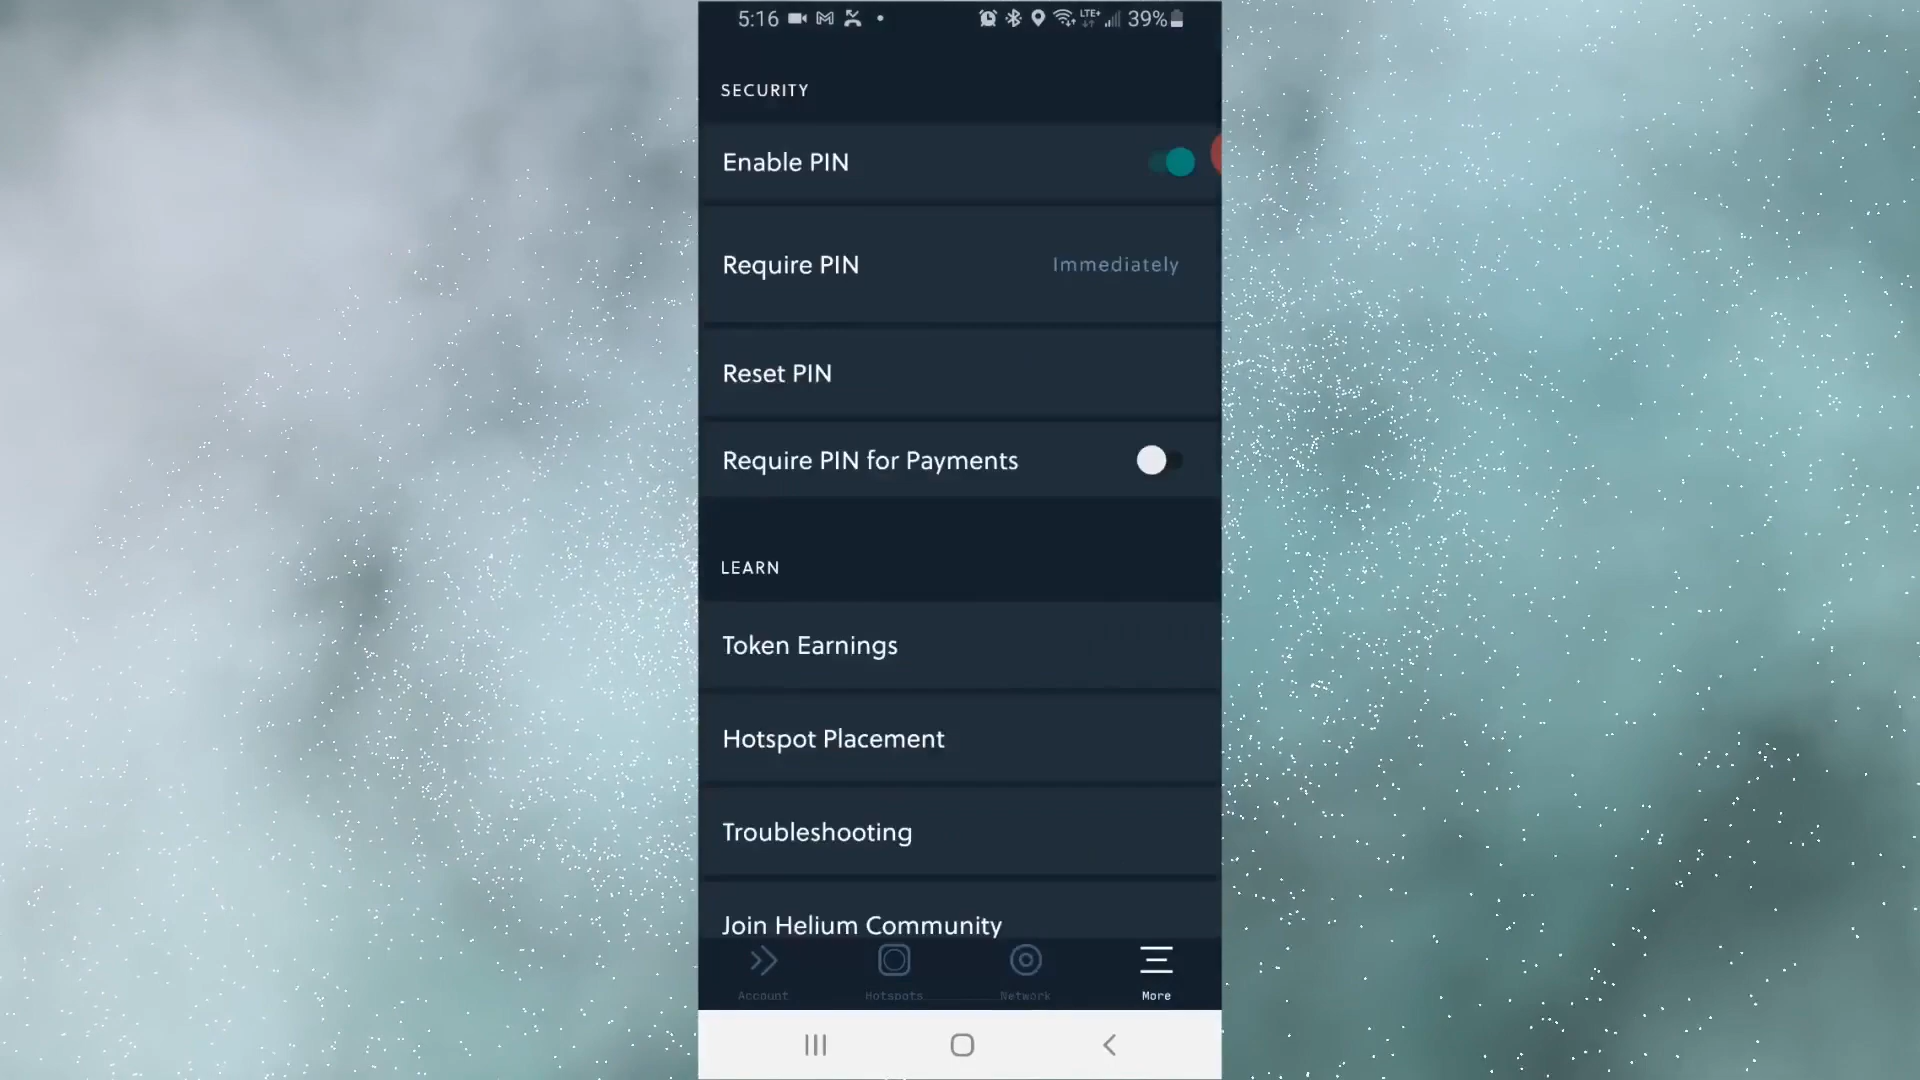 5:16 LTE+ 39%
SECURITY
Enable PIN
Require PIN Immediately
Reset PIN
Require PIN for Payments
LEARN
Token Earnings
Hotspot Placement
Troubleshooting
Join Helium Community
Account Hotspots Network More